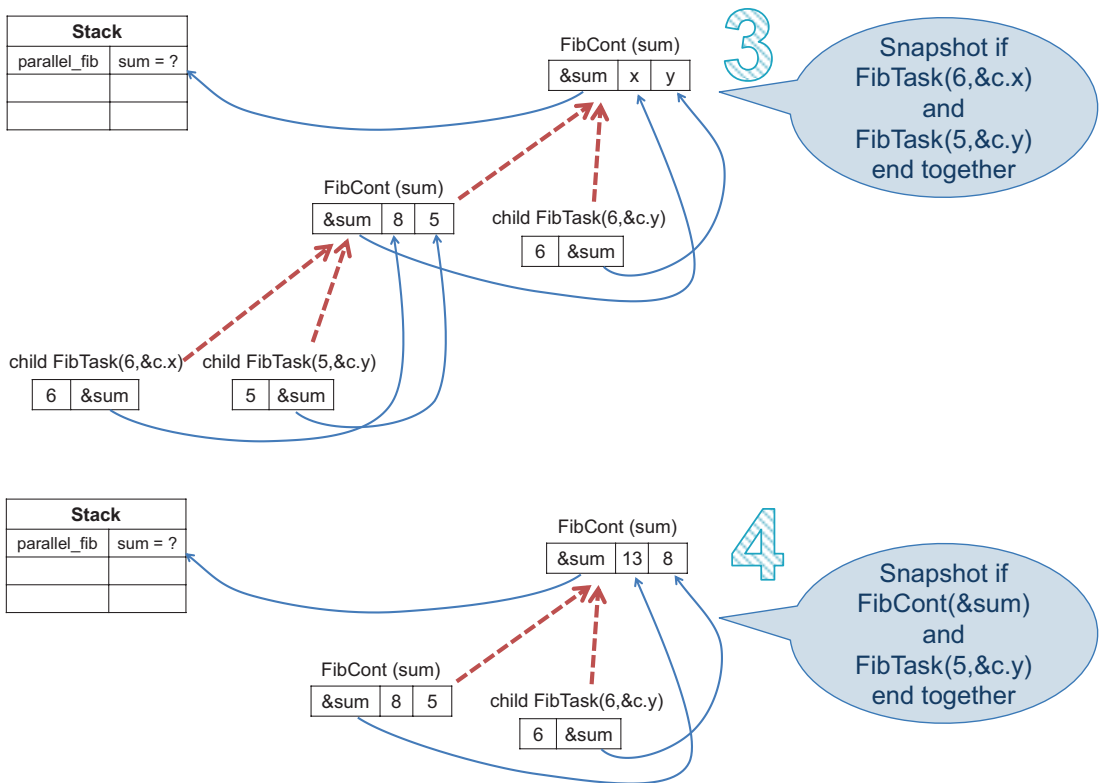 Stack
parallel_fib sum = ?
FibCont (sum)
&sum x y
3
Snapshot if
FibTask(6,&c.x)
and
FibTask(5,&c.y)
end together
FibCont (sum)
&sum 8 5
child FibTask(6,&c.y)
6 &sum
child FibTask(6,&c.x) child FibTask(5,&c.y)
6 &sum 5 &sum
Stack
parallel_fib sum = ?
FibCont (sum)
&sum 13 8
4
Snapshot if
FibCont(&sum)
and
FibTask(5,&c.y)
end together
FibCont (sum)
&sum 8 5
child FibTask(6,&c.y)
6 &sum